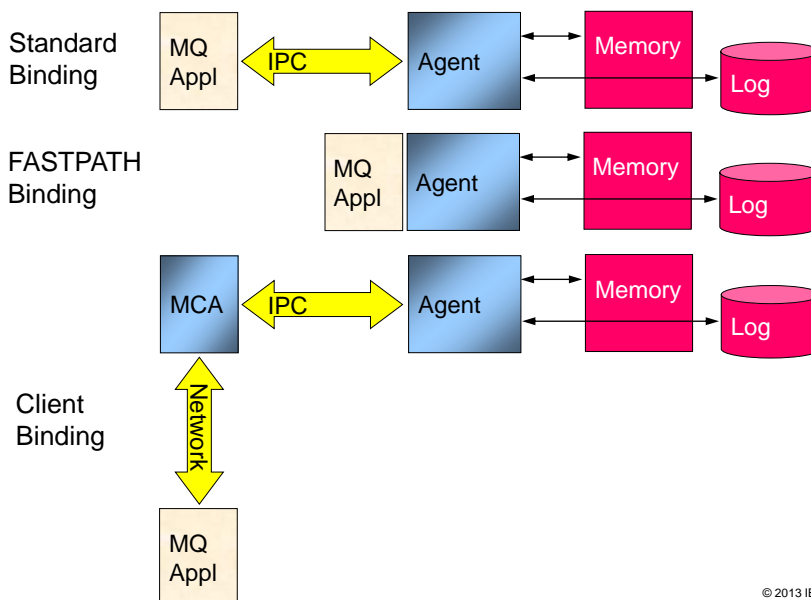 Standard
Binding
MQ
Appl
IPC
Agent
Memory
Log
FASTPATH
Binding
MQ
Appl
Agent
Memory
Log
MCA
IPC
Agent
Memory
Log
Network
Client
Binding
MQ
Appl
© 2013 IB